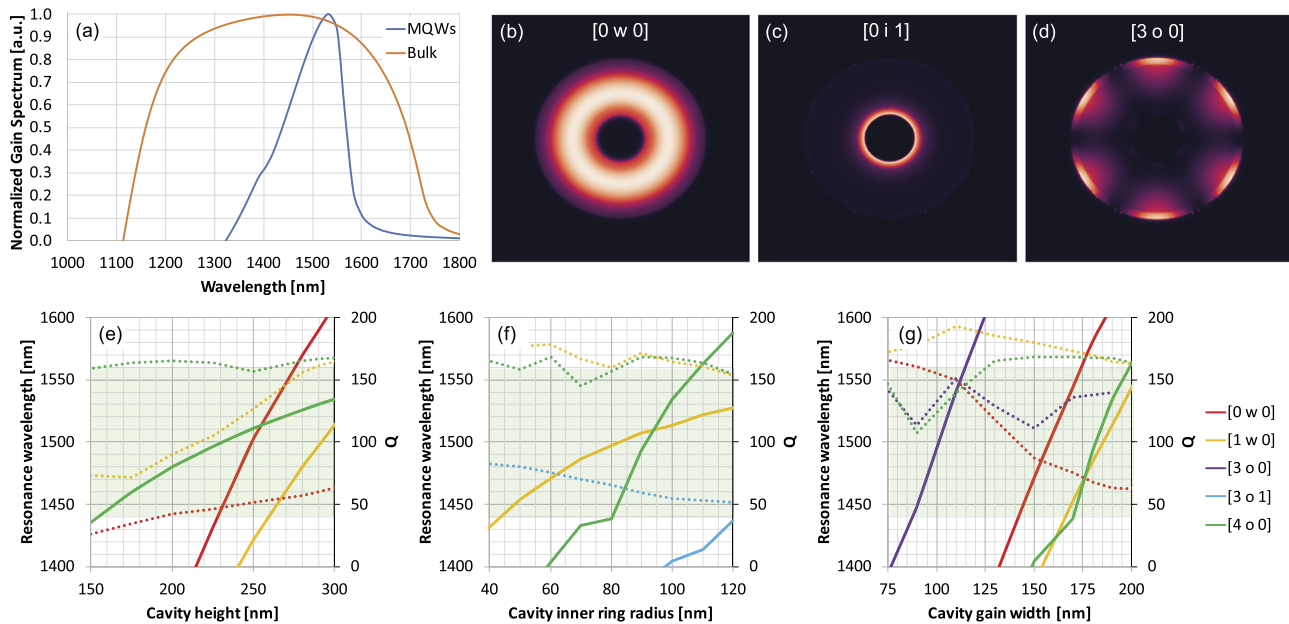 (a)
Normalized Gain Spectrum [a.u.]
1.0
0.9
0.8
0.7
0.6
0.5
0.4
0.3
0.2
0.1
0.0
1000 1100 1200 1300 1400 1500 1600 1700 1800
Wavelength [nm]
MQWs
Bulk
(b) [0 w 0]
(c) [0 i 1]
(d) [3 o 0]
(e)
Resonance wavelength [nm]
1600
1550
1500
1450
1400
150 200 250 300
Cavity height [nm]
200
150
100
50
0
Q
(f)
Resonance wavelength [nm]
1600
1550
1500
1450
1400
40 60 80 100 120
Cavity inner ring radius [nm]
200
150
100
50
0
Q
(g)
Resonance wavelength [nm]
1600
1550
1500
1450
1400
75 100 125 150 175 200
Cavity gain width [nm]
200
150
100
50
0
Q
[0 w 0]
[1 w 0]
[3 o 0]
[3 o 1]
[4 o 0]